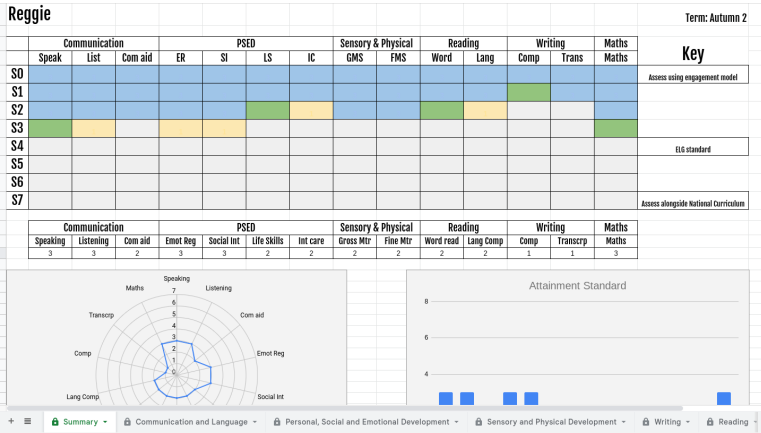 Reggie
Term: Autumn 2
Communication PSED Sensory & Physical Reading Writing Maths
Speak List Com aid ER SI LS IC GMS FMS Word Lang Comp Trans Maths
Key
S0
Assess using engagement model
S1
S2
S3
S4
ELG standard
S5
S6
S7
Assess alongside National Curriculum
Communication PSED Sensory & Physical Reading Writing Maths
Speaking Listening Com aid Emot Reg Social Int Life Skills Int care Gross Mtr Fine Mtr Word read Lang Comp Comp Transcrp Maths
3 3 2 3 3 2 2 2 2 2 2 1 1 3
Speaking
Maths
Listening
Transcrp
Com aid
Comp
Emot Reg
Lang Comp
Social Int
7
6
5
4
3
2
1
0
Attainment Standard
8
6
4
Summary
Communication and Language
Personal, Social and Emotional Development
Sensory and Physical Development
Writing
Reading